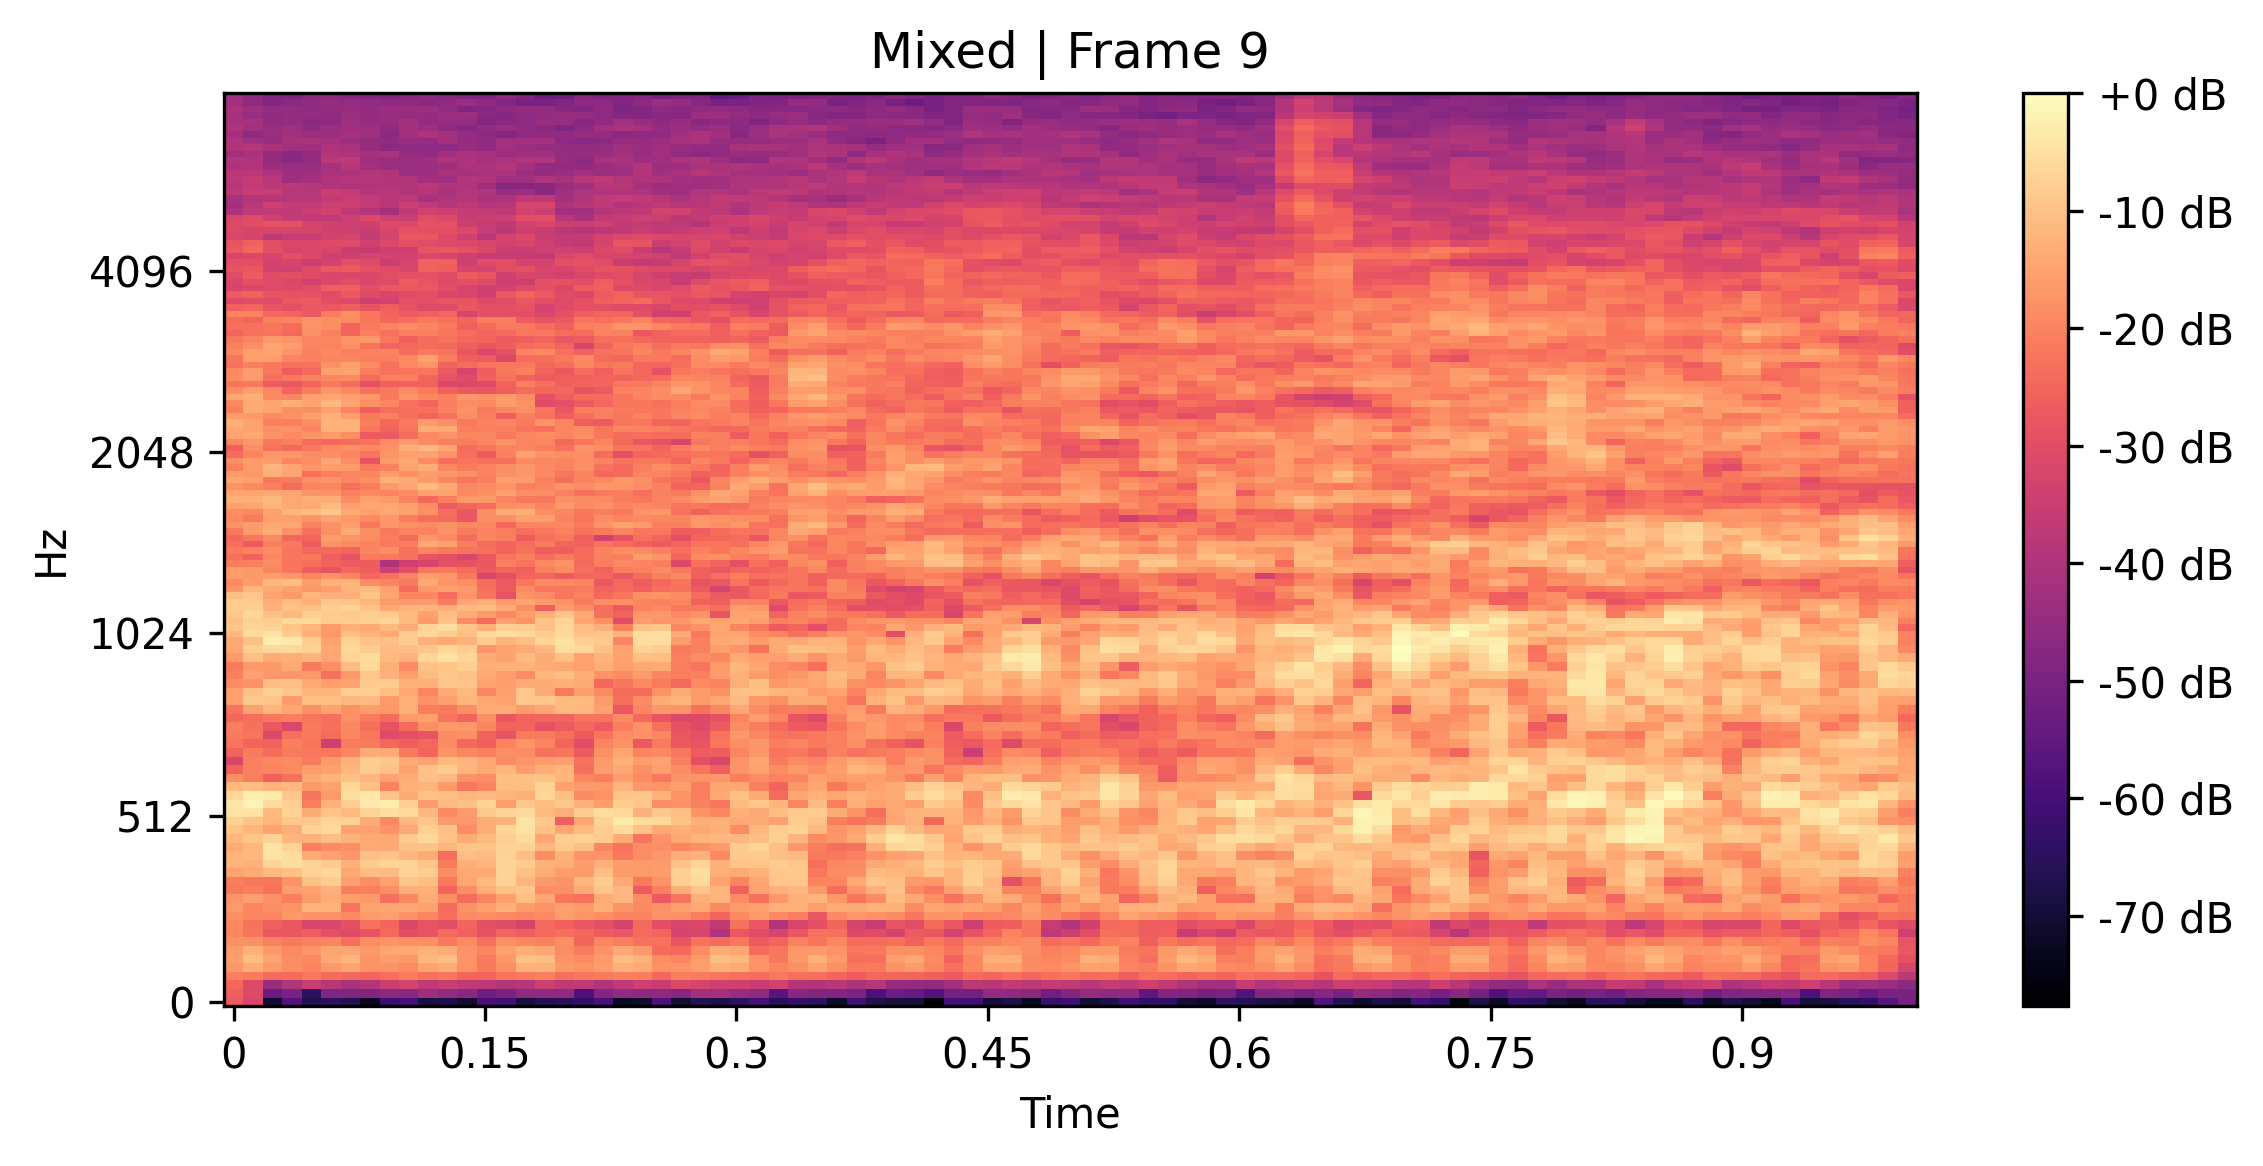 Mixed | Frame 9
+0 dB
-10 dB
-20 dB
-30 dB
-40 dB
-50 dB
-60 dB
-70 dB
Hz
4096
2048
1024
512
0
0 0.15 0.3 0.45 0.6 0.75 0.9
Time